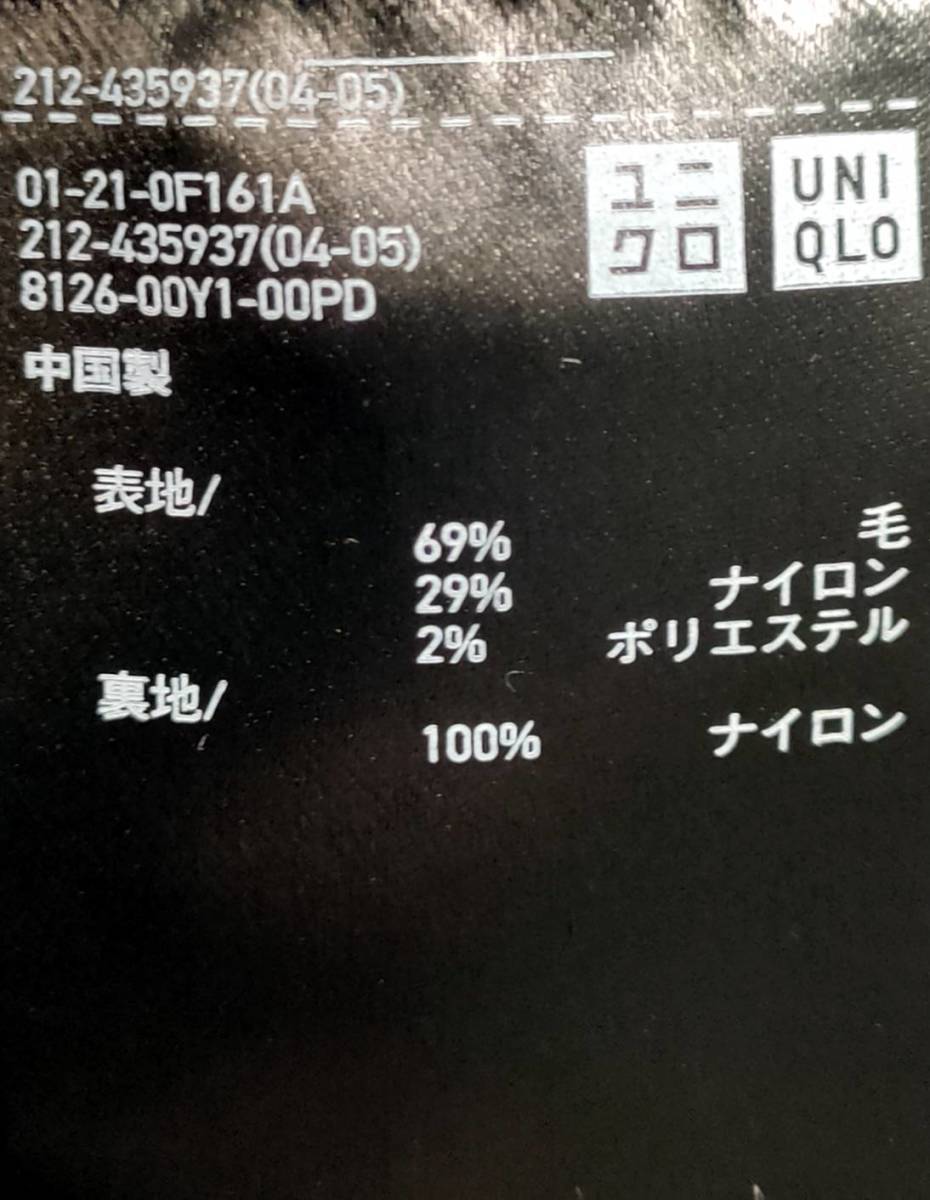 212-435937(04-05)
01-21-0F161A
212-435937(04-05)
8126-00Y1-00PD
ユニ
クロ
UNI
QLO
中国製
表地/
69% 毛
29% ナイロン
2% ポリエステル
裏地/
100% ナイロン